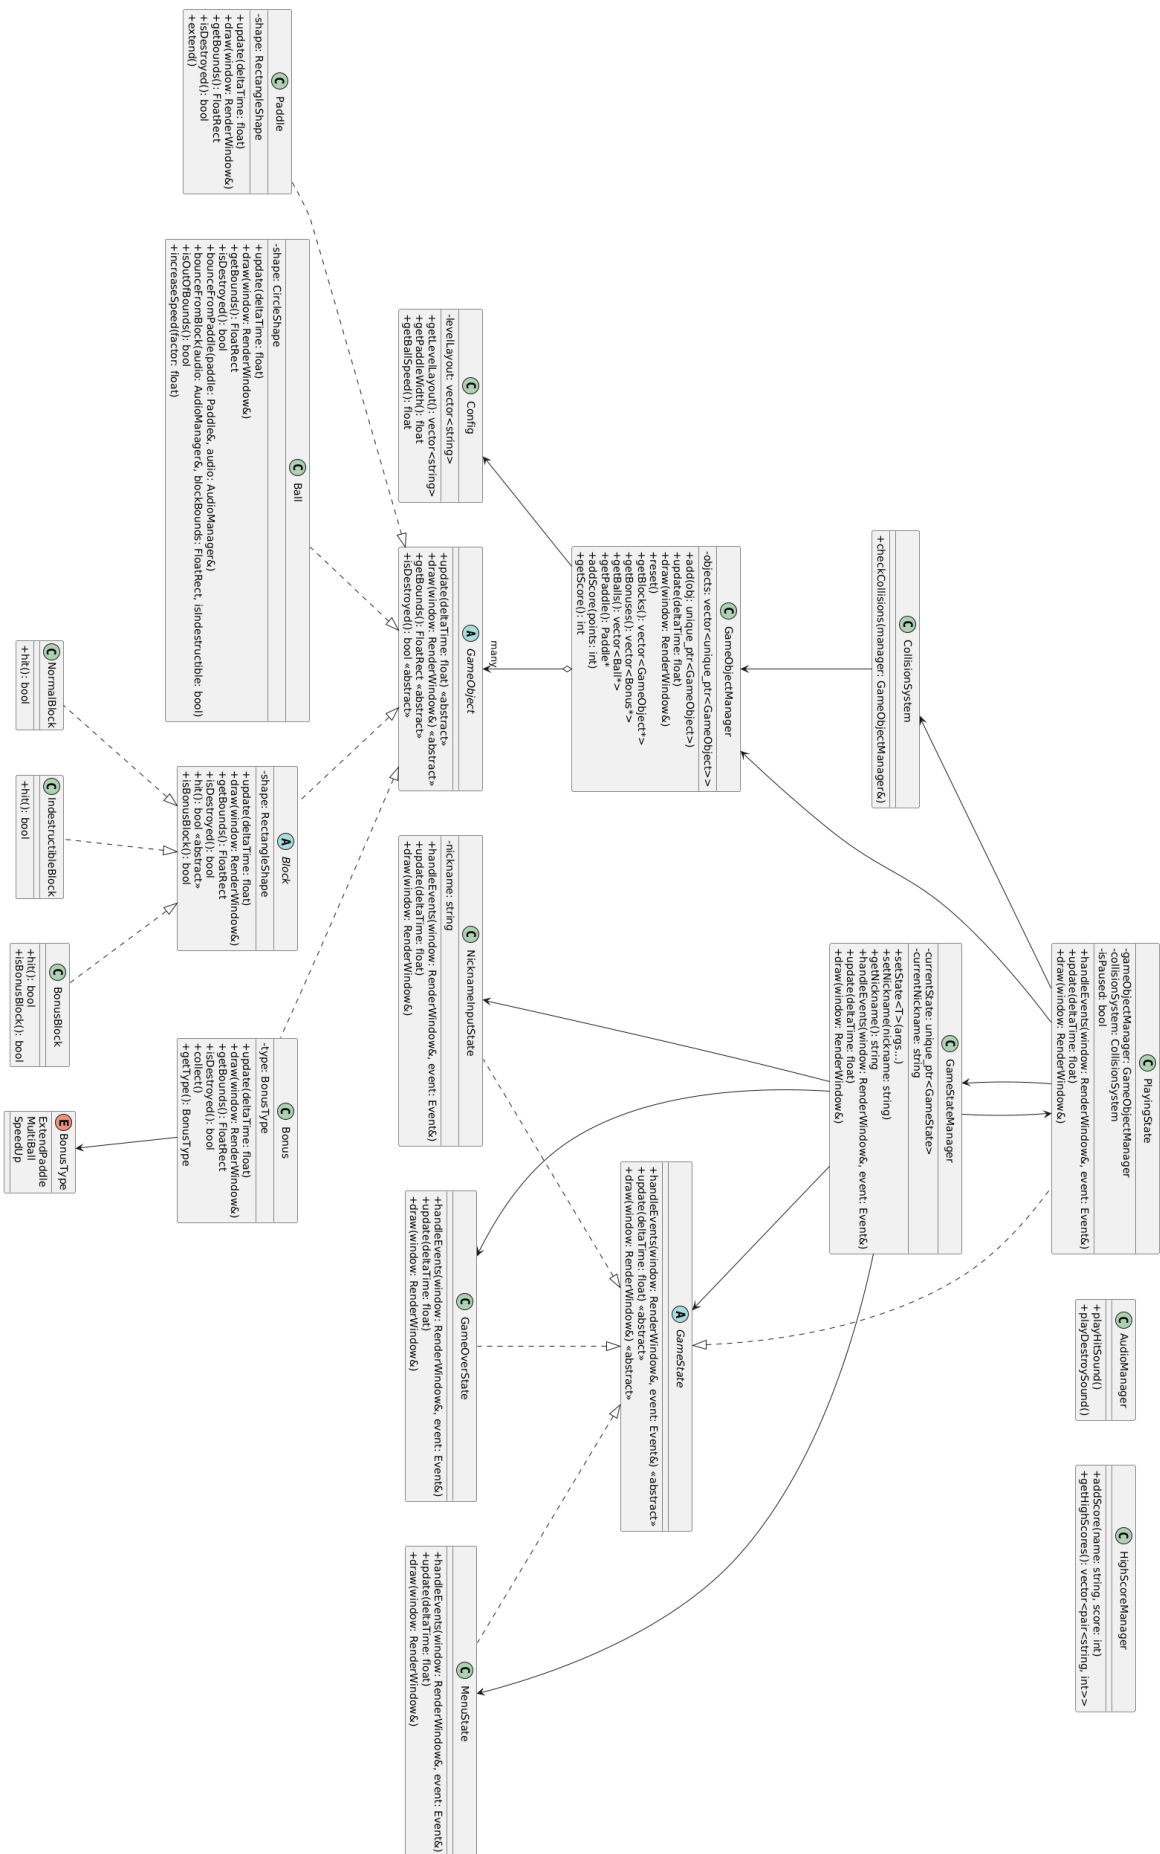 C PlayingState
-gameObjectManager: GameObjectManager
-collisionSystem: CollisionSystem
-isPaused: bool
+handleEvents(window: RenderWindow&, event: Event&)
+update(deltaTime: float)
+draw(window: RenderWindow&)
C AudioManager
+playHitSound()
+playDestroySound()
C HighScoreManager
+addScore(name: string, score: int)
+getHighScores(): vector<pair<string, int>>
C CollisionSystem
+checkCollisions(manager: GameObjectManager&)
C GameStateManager
-currentState: unique_ptr<GameState>
-currentNickname: string
+setState<T>(args...)
+setNickname(nickname: string)
+getNickname(): string
+handleEvents(window: RenderWindow&, event: Event&)
+update(deltaTime: float)
+draw(window: RenderWindow&)
C GameObjectManager
-objects: vector<unique_ptr<GameObject>>
+add(obj: unique_ptr<GameObject>)
+update(deltaTime: float)
+draw(window: RenderWindow&)
+reset()
+getBlocks(): vector<GameObject*>
+getBonuses(): vector<Bonus*>
+getBalls(): vector<Ball*>
+getPaddle(): Paddle*
+addScore(points: int)
+getScore(): int
A GameState
+handleEvents(window: RenderWindow&, event: Event&) «abstract»
+update(deltaTime: float) «abstract»
+draw(window: RenderWindow&) «abstract»
many
C Config
-levelLayout: vector<string>
+getLevelLayout(): vector<string>
+getPaddleWidth(): float
+getBallSpeed(): float
A GameObject
+update(deltaTime: float) «abstract»
+draw(window: RenderWindow&) «abstract»
+getBounds(): FloatRect «abstract»
+isDestroyed(): bool «abstract»
C NicknameInputState
-nickname: string
+handleEvents(window: RenderWindow&, event: Event&)
+update(deltaTime: float)
+draw(window: RenderWindow&)
C GameOverState
+handleEvents(window: RenderWindow&, event: Event&)
+update(deltaTime: float)
+draw(window: RenderWindow&)
C MenuState
+handleEvents(window: RenderWindow&, event: Event&)
+update(deltaTime: float)
+draw(window: RenderWindow&)
C Paddle
-shape: RectangleShape
+update(deltaTime: float)
+draw(window: RenderWindow&)
+getBounds(): FloatRect
+isDestroyed(): bool
+extend()
C Ball
-shape: CircleShape
+update(deltaTime: float)
+draw(window: RenderWindow&)
+getBounds(): FloatRect
+isDestroyed(): bool
+bounceFromPaddle(paddle: Paddle&, audio: AudioManager&)
+bounceFromBlock(audio: AudioManager&, blockBounds: FloatRect, isIndestructible: bool)
+isOutOfBounds(): bool
+increaseSpeed(factor: float)
A Block
-shape: RectangleShape
+update(deltaTime: float)
+draw(window: RenderWindow&)
+getBounds(): FloatRect
+isDestroyed(): bool
+hit(): bool «abstract»
+isBonusBlock(): bool
C Bonus
-type: BonusType
+update(deltaTime: float)
+draw(window: RenderWindow&)
+getBounds(): FloatRect
+isDestroyed(): bool
+collect()
+getType(): BonusType
C NormalBlock
+hit(): bool
C IndestructibleBlock
+hit(): bool
C BonusBlock
+hit(): bool
+isBonusBlock(): bool
E BonusType
ExtendPaddle
MultiBall
SpeedUp